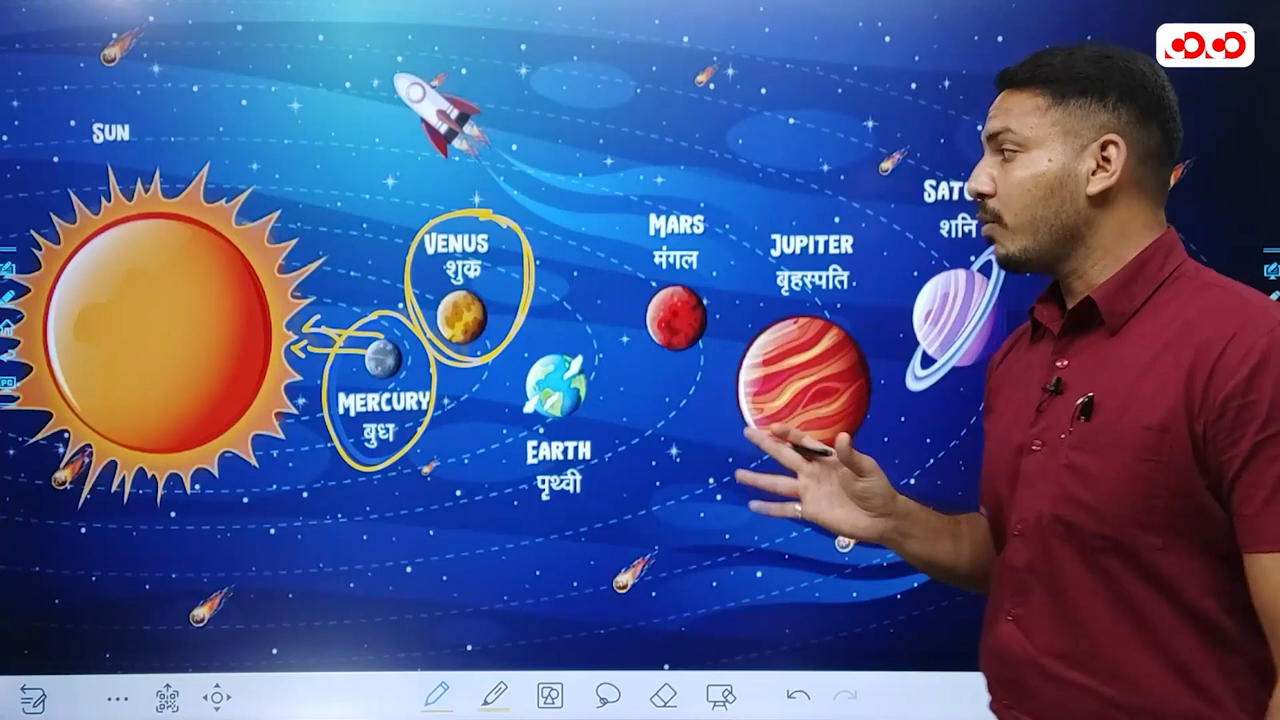 SUN
VENUS
शुक्र
MERCURY
बुध
EARTH
पृथ्वी
MARS
मंगल
JUPITER
बृहस्पति
शनि